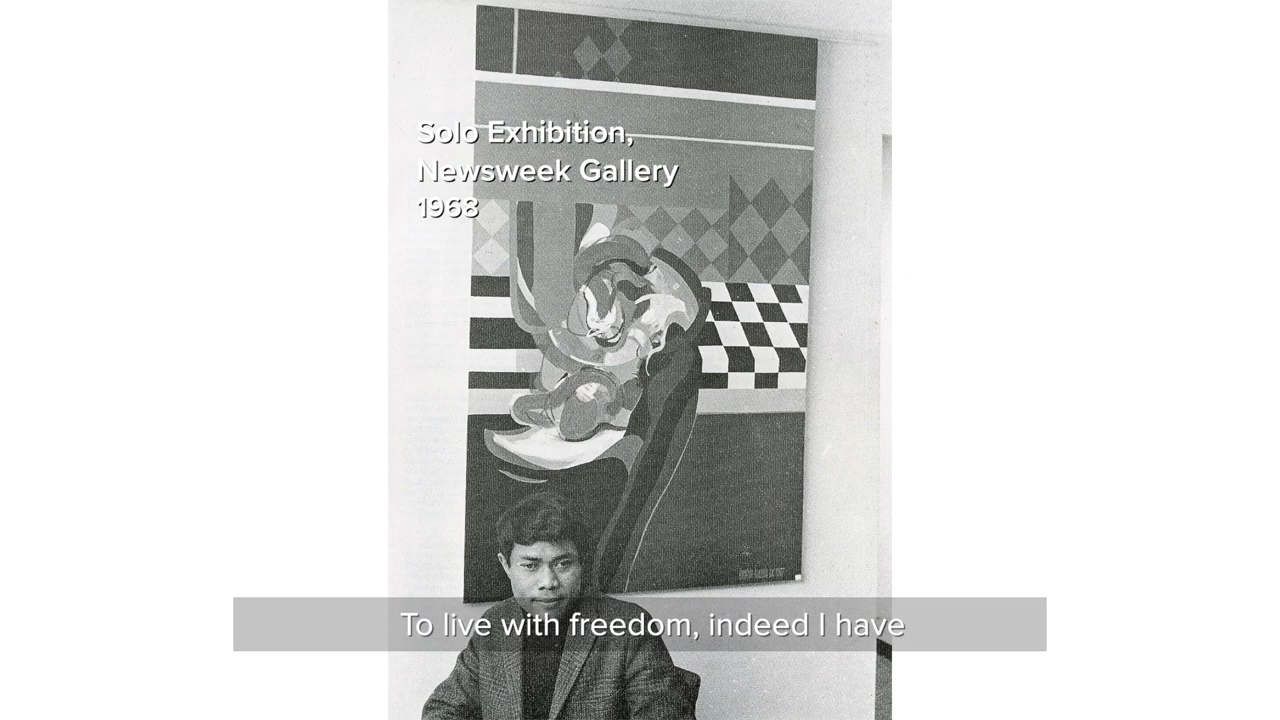 Solo Exhibition,
Newsweek Gallery
1968
To live with freedom, indeed I have